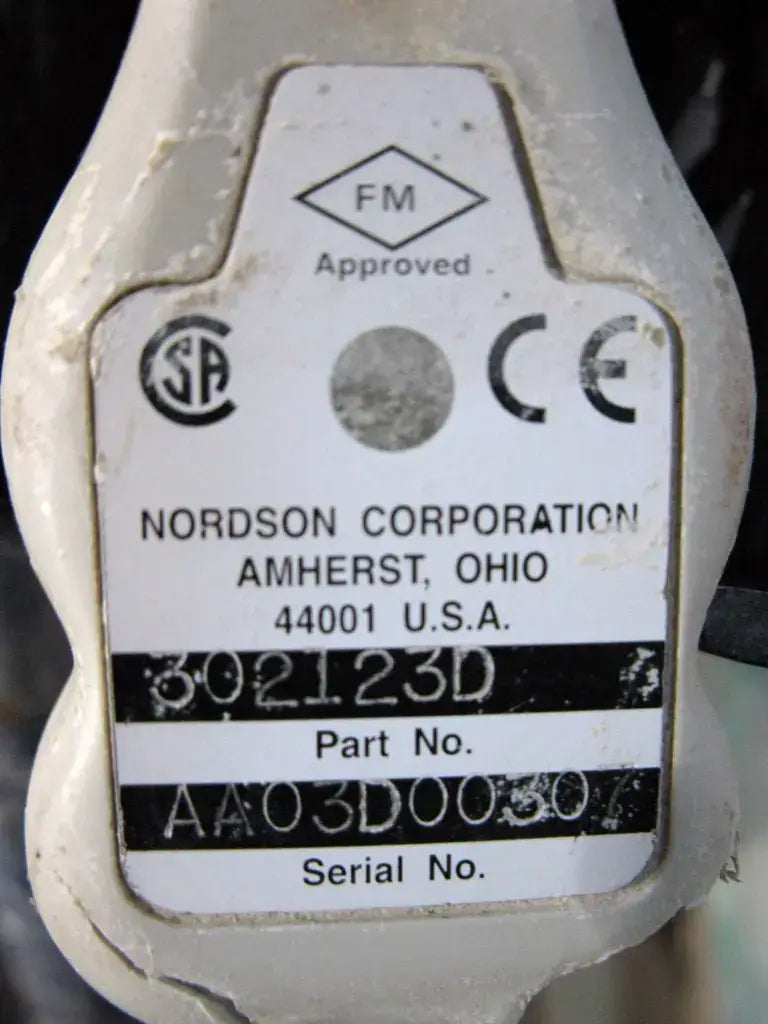 FM
Approved
CSA CE
NORDSON CORPORATION
AMHERST, OHIO
44001 U.S.A.
302123D
Part No.
AA03D00307
Serial No.